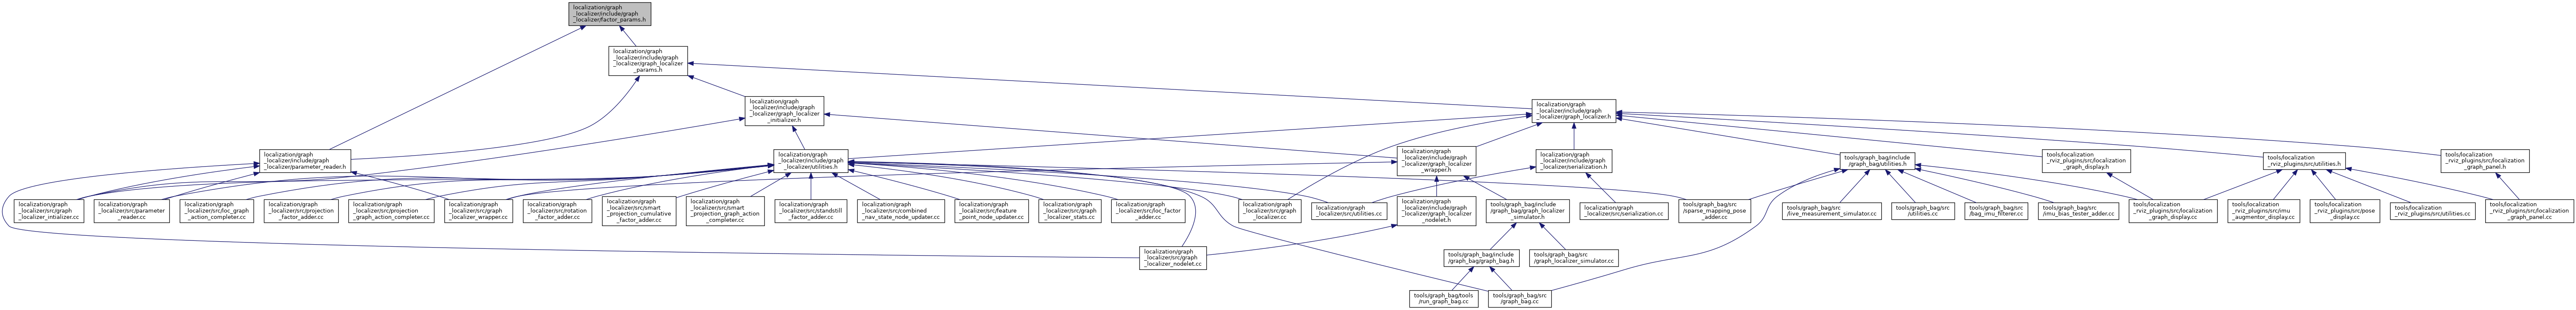 localization/graph
_localizer/include/graph
_localizer/factor_params.h
localization/graph
_localizer/include/graph
_localizer/graph_localizer
_params.h
localization/graph
_localizer/include/graph
_localizer/graph_localizer
_initializer.h
localization/graph
_localizer/include/graph
_localizer/graph_localizer.h
localization/graph
_localizer/include/graph
_localizer/parameter_reader.h
localization/graph
_localizer/include/graph
_localizer/utilities.h
localization/graph
_localizer/include/graph
_localizer/graph_localizer
_wrapper.h
localization/graph
_localizer/include/graph
_localizer/serialization.h
tools/graph_bag/include
/graph_bag/utilities.h
tools/localization
_rviz_plugins/src/localization
_graph_display.h
tools/localization
_rviz_plugins/src/utilities.h
tools/localization
_rviz_plugins/src/localization
_graph_panel.h
localization/graph
_localizer/src/graph
_localizer_intializer.cc
localization/graph
_localizer/src/parameter
_reader.cc
localization/graph
_localizer/src/loc_graph
_action_completer.cc
localization/graph
_localizer/src/projection
_factor_adder.cc
localization/graph
_localizer/src/projection
_graph_action_completer.cc
localization/graph
_localizer/src/graph
_localizer_wrapper.cc
localization/graph
_localizer/src/rotation
_factor_adder.cc
localization/graph
_localizer/src/smart
_projection_cumulative
_factor_adder.cc
localization/graph
_localizer/src/smart
_projection_graph_action
_completer.cc
localization/graph
_localizer/src/standstill
_factor_adder.cc
localization/graph
_localizer/src/combined
_nav_state_node_updater.cc
localization/graph
_localizer/src/feature
_point_node_updater.cc
localization/graph
_localizer/src/graph
_localizer_stats.cc
localization/graph
_localizer/src/loc_factor
_adder.cc
localization/graph
_localizer/src/graph
_localizer.cc
localization/graph
_localizer/src/utilities.cc
localization/graph
_localizer/include/graph
_localizer/graph_localizer
_nodelet.h
tools/graph_bag/include
/graph_bag/graph_localizer
_simulator.h
localization/graph
_localizer/src/serialization.cc
tools/graph_bag/src
/sparse_mapping_pose
_adder.cc
tools/graph_bag/src
/live_measurement_simulator.cc
tools/graph_bag/src
/utilities.cc
tools/graph_bag/src
/bag_imu_filterer.cc
tools/graph_bag/src
/imu_bias_tester_adder.cc
tools/localization
_rviz_plugins/src/localization
_graph_display.cc
tools/localization
_rviz_plugins/src/imu
_augmentor_display.cc
tools/localization
_rviz_plugins/src/pose
_display.cc
tools/localization
_rviz_plugins/src/utilities.cc
tools/localization
_rviz_plugins/src/localization
_graph_panel.cc
localization/graph
_localizer/src/graph
_localizer_nodelet.cc
tools/graph_bag/include
/graph_bag/graph_bag.h
tools/graph_bag/src
/graph_localizer_simulator.cc
tools/graph_bag/tools
/run_graph_bag.cc
tools/graph_bag/src
/graph_bag.cc